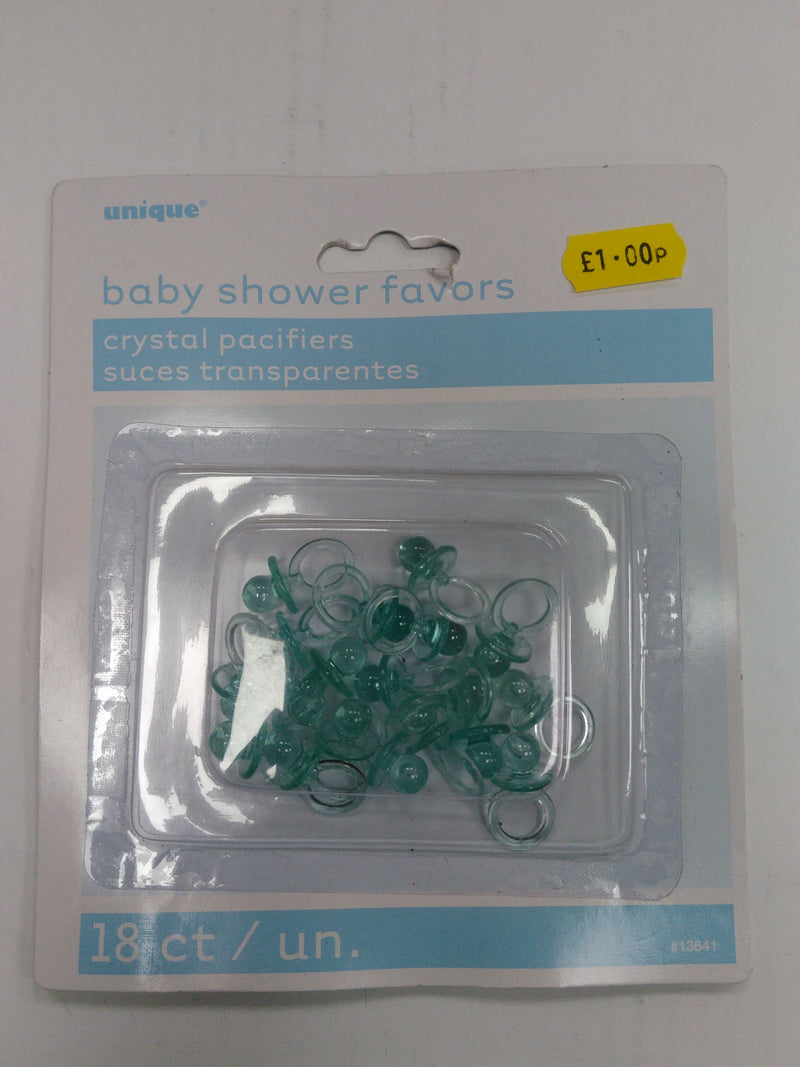 unique®
£1.00P
baby shower favors
crystal pacifiers
suces transparentes
18 ct / un.
#13641